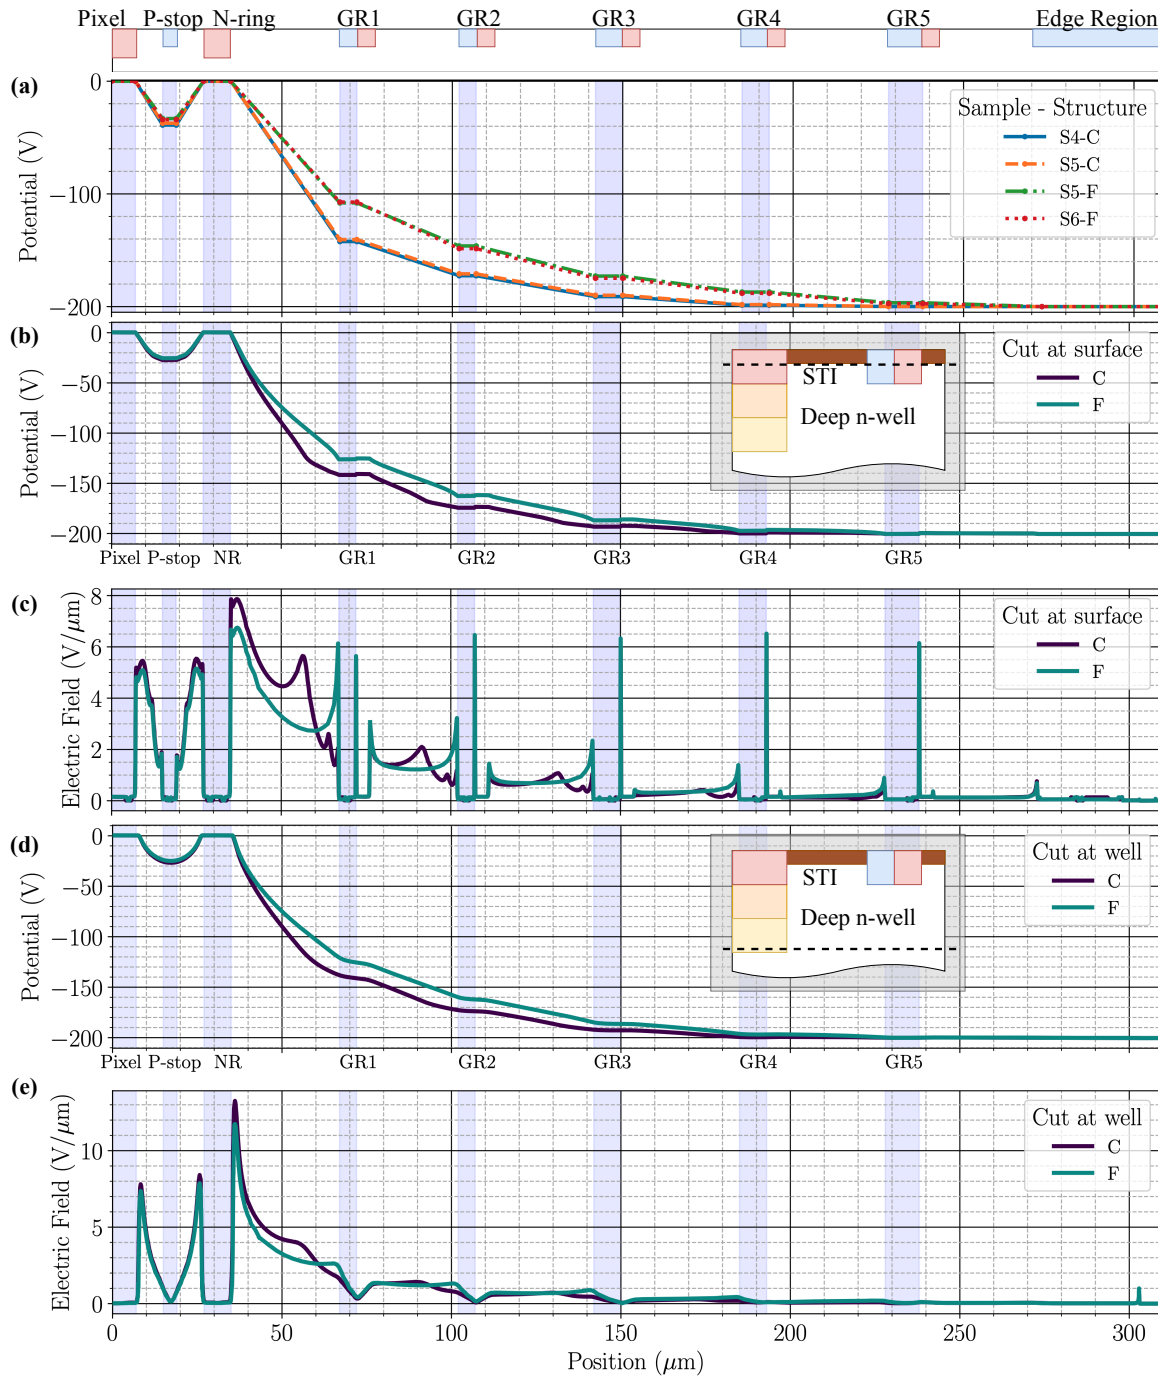 Pixel P-stop N-ring GR1 GR2 GR3 GR4 GR5 Edge Region
(a)
Potential (V)
0
−100
−200
Sample - Structure
S4-C
S5-C
S5-F
S6-F
(b)
Potential (V)
0
−50
−100
−150
−200
STI
Deep n-well
Cut at surface
C
F
Pixel P-stop NR GR1 GR2 GR3 GR4 GR5
(c)
Electric Field (V/μm)
8
6
4
2
0
Cut at surface
C
F
(d)
Potential (V)
0
−50
−100
−150
−200
STI
Deep n-well
Cut at well
C
F
Pixel P-stop NR GR1 GR2 GR3 GR4 GR5
(e)
Electric Field (V/μm)
10
5
0
Cut at well
C
F
0 50 100 150 200 250 300
Position (μm)